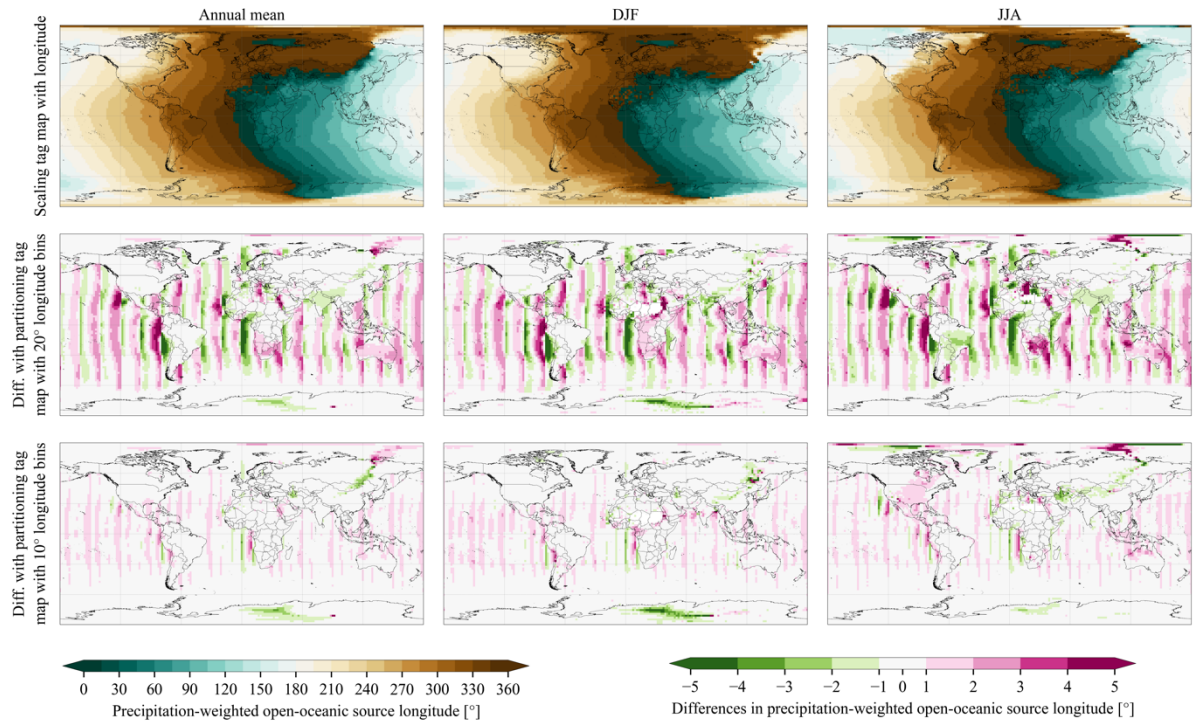 Annual mean
DJF
JJA
Scaling tag map with longitude
Diff. with partitioning tag
map with 20° longitude bins
Diff. with partitioning tag
map with 10° longitude bins
0 30 60 90 120 150 180 210 240 270 300 330 360
Precipitation-weighted open-oceanic source longitude [°]
−5 −4 −3 −2 −1 0 1 2 3 4 5
Differences in precipitation-weighted open-oceanic source longitude [°]